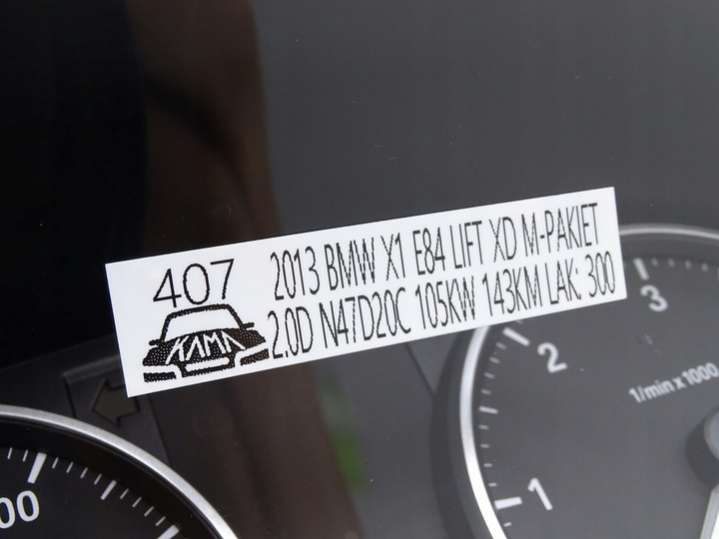 407
2013 BMW X1 E84 LIFT XD M-PAKIET
2.0D N47D20C 105KW 143KM LAK: 300
KAMA
3
2
1/min x 1000
1
00